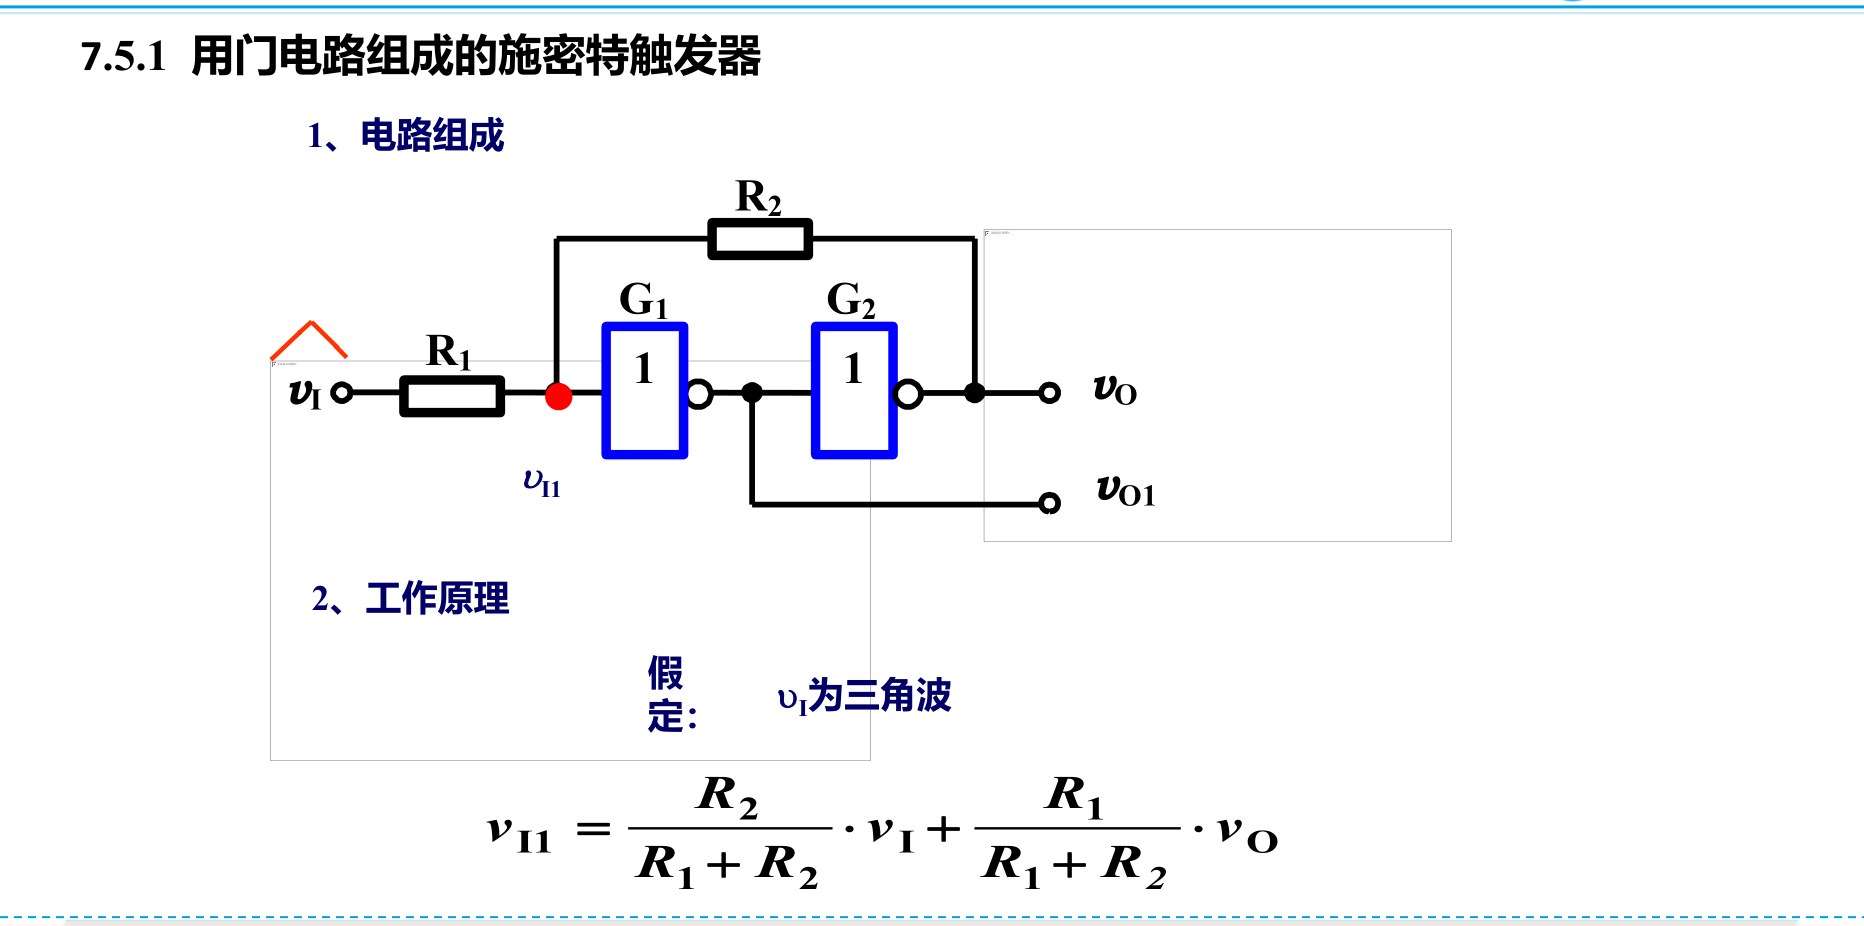 7.5.1 用门电路组成的施密特触发器
1、电路组成
R2
G1
G2
1
1
R1
υI
υO
υI1
υO1
2、工作原理
假
定：
υI为三角波
vI1 = R2/(R1+R2) · vI + R1/(R1+R2) · vO